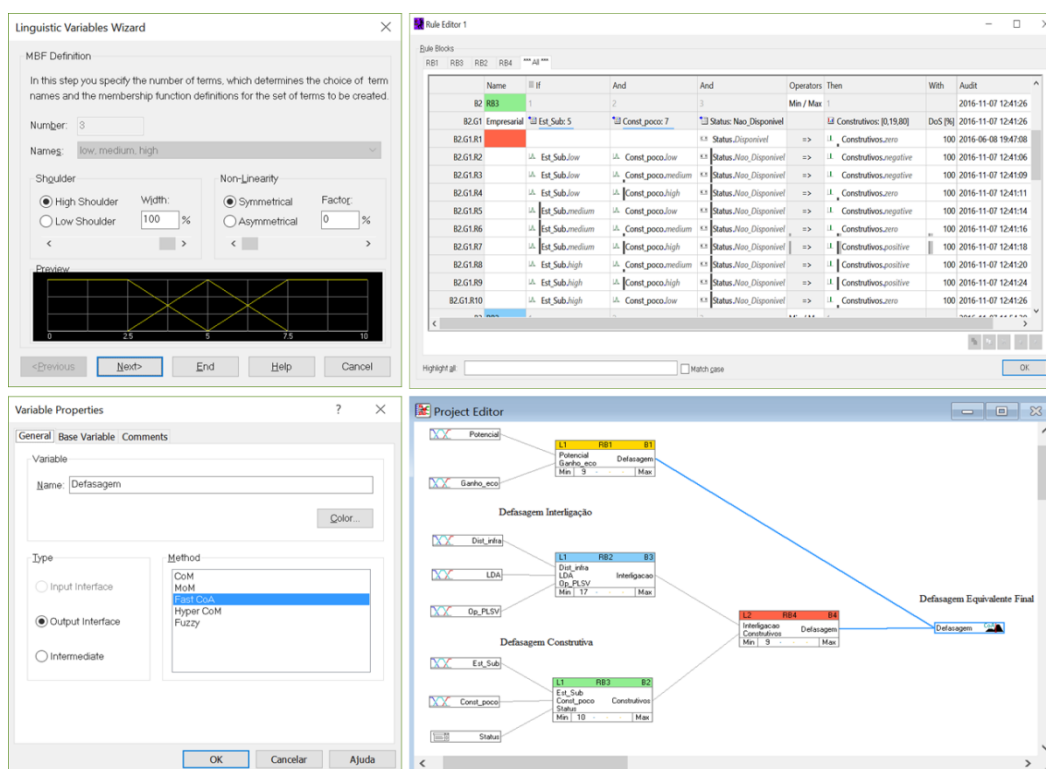 Linguistic Variables Wizard
MBF Definition
In this step you specify the number of terms, which determines the choice of term
names and the membership function definitions for the set of terms to be created.
Number: 3
Names: low, medium, high
Shoulder
High Shoulder
Low Shoulder
Width:
100 %
Non-Linearity
Symmetrical
Asymmetrical
Factor:
0 %
Preview
0 2.5 5 7.5 10
<Previous Next> End Help Cancel
Rule Editor 1
Rule Blocks
RB1 RB3 RB2 RB4 *** All ***
Name If And And Operators Then With Audit
B2 RB3 1 2 3 Min / Max 1 2016-11-07 12:41:26
B2.G1 Empresarial Est_Sub: 5 Const_poco: 7 Status: Nao_Disponivel Construtivos: [0,19,80] DoS [%] 2016-11-07 12:41:26
B2.G1.R1 Status.Disponivel => Construtivos.zero 100 2016-06-08 19:47:08
B2.G1.R2 Est_Sub.low Const_poco.low Status.Nao_Disponivel => Construtivos.negative 100 2016-11-07 12:41:06
B2.G1.R3 Est_Sub.low Const_poco.medium Status.Nao_Disponivel => Construtivos.negative 100 2016-11-07 12:41:09
B2.G1.R4 Est_Sub.low Const_poco.high Status.Nao_Disponivel => Construtivos.zero 100 2016-11-07 12:41:11
B2.G1.R5 Est_Sub.medium Const_poco.low Status.Nao_Disponivel => Construtivos.negative 100 2016-11-07 12:41:14
B2.G1.R6 Est_Sub.medium Const_poco.medium Status.Nao_Disponivel => Construtivos.zero 100 2016-11-07 12:41:16
B2.G1.R7 Est_Sub.medium Const_poco.high Status.Nao_Disponivel => Construtivos.positive 100 2016-11-07 12:41:18
B2.G1.R8 Est_Sub.high Const_poco.medium Status.Nao_Disponivel => Construtivos.positive 100 2016-11-07 12:41:20
B2.G1.R9 Est_Sub.high Const_poco.high Status.Nao_Disponivel => Construtivos.positive 100 2016-11-07 12:41:24
B2.G1.R10 Est_Sub.high Const_poco.low Status.Nao_Disponivel => Construtivos.zero 100 2016-11-07 12:41:26
Highlight all: Match case OK
Variable Properties ?
General Base Variable Comments
Variable
Name: Defasagem
Color...
Type
Input Interface
Output Interface
Intermediate
Method
CoM
MoM
Fast CoA
Hyper CoM
Fuzzy
OK Cancelar Ajuda
Project Editor
Potencial
Ganho_eco
L1 RB1 B1
Potencial
Ganho_eco Defasagem
Min 9 Max
Defasagem Interligação
Dist_infra
LDA
Op_PLSV
L1 RB2 B3
Dist_infra
LDA Interligacao
Op_PLSV
Min 17 Max
Defasagem Construtiva
Est_Sub
Const_poco
Status
L1 RB3 B2
Est_Sub
Const_poco Construtivos
Status
Min 10 Max
L2 RB4 B4
Interligacao Defasagem
Construtivos
Min 9 Max
Defasagem Equivalente Final
Defasagem